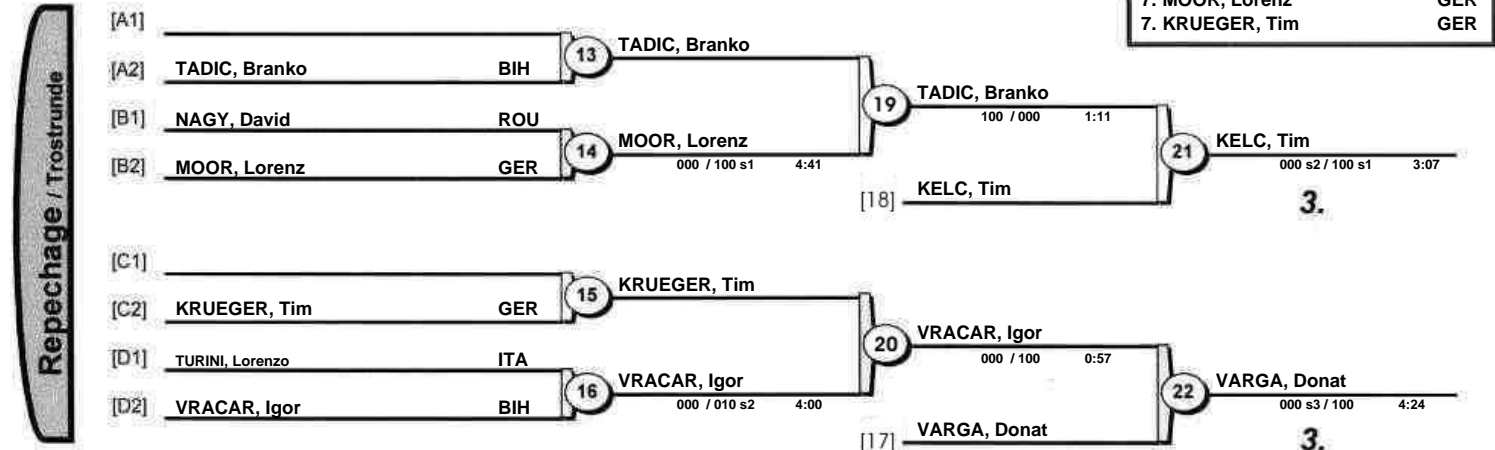 7. MOOR, Lorenz GER
7. KRUEGER, Tim GER
Repechage / Trostrunde
[A1]
[A2] TADIC, Branko BIH
13 TADIC, Branko
[B1] NAGY, David ROU
[B2] MOOR, Lorenz GER
14 MOOR, Lorenz
000 / 100 s1 4:41
19 TADIC, Branko
100 / 000 1:11
[18] KELC, Tim
21 KELC, Tim
000 s2 / 100 s1 3:07
3.
[C1]
[C2] KRUEGER, Tim GER
15 KRUEGER, Tim
[D1] TURINI, Lorenzo ITA
[D2] VRACAR, Igor BIH
16 VRACAR, Igor
000 / 010 s2 4:00
20 VRACAR, Igor
000 / 100 0:57
[17] VARGA, Donat
22 VARGA, Donat
000 s3 / 100 4:24
3.